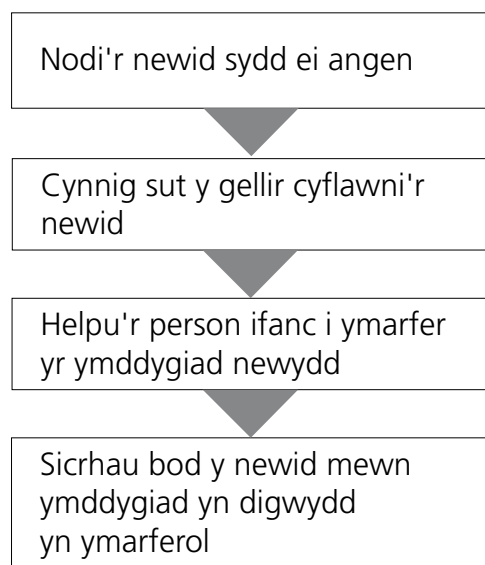 Nodi'r newid sydd ei angen
Cynnig sut y gellir cyflawni'r
newid
Helpu'r person ifanc i ymarfer
yr ymddygiad newydd
Sicrhau bod y newid mewn
ymddygiad yn digwydd
yn ymarferol